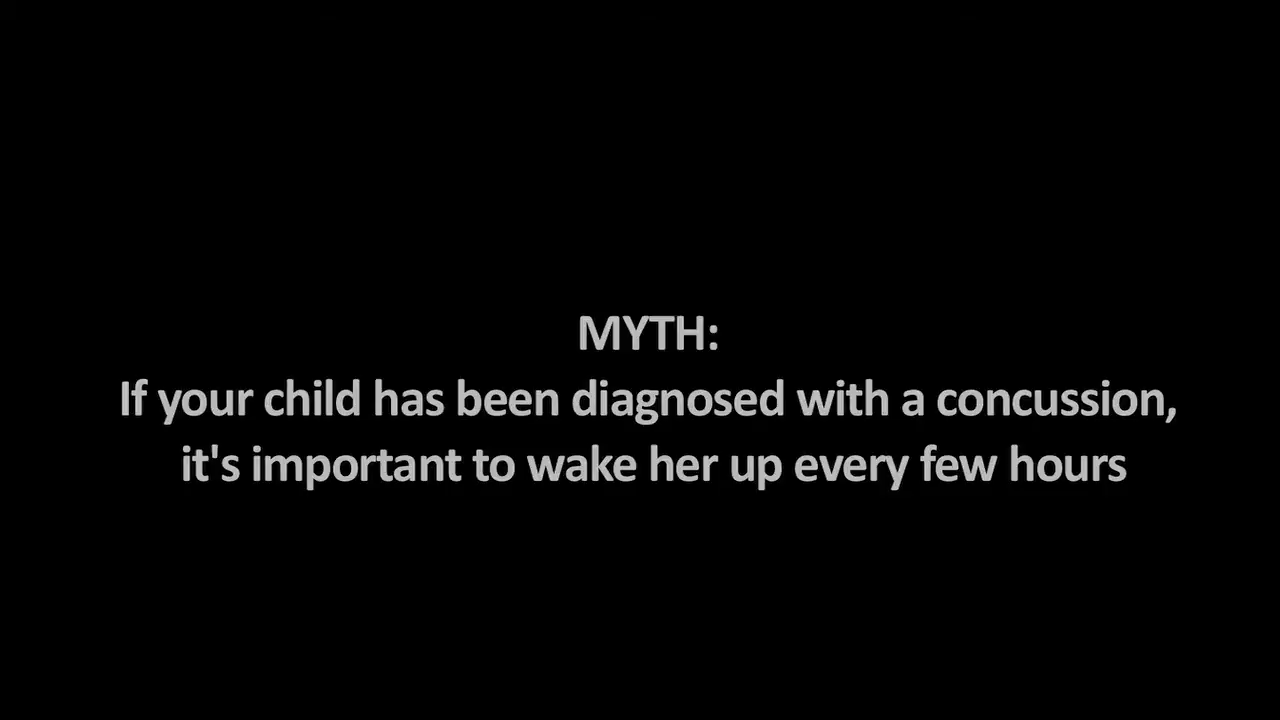 MYTH:
If your child has been diagnosed with a concussion,
it's important to wake her up every few hours